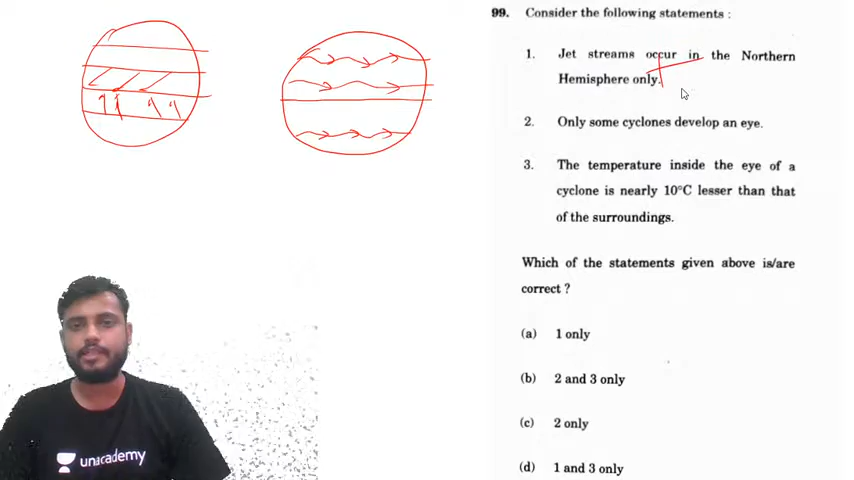 99. Consider the following statements :
1. Jet streams occur in the Northern
Hemisphere only.
2. Only some cyclones develop an eye.
3. The temperature inside the eye of a
cyclone is nearly 10°C lesser than that
of the surroundings.
Which of the statements given above is/are
correct ?
(a) 1 only
(b) 2 and 3 only
(c) 2 only
(d) 1 and 3 only
unacademy